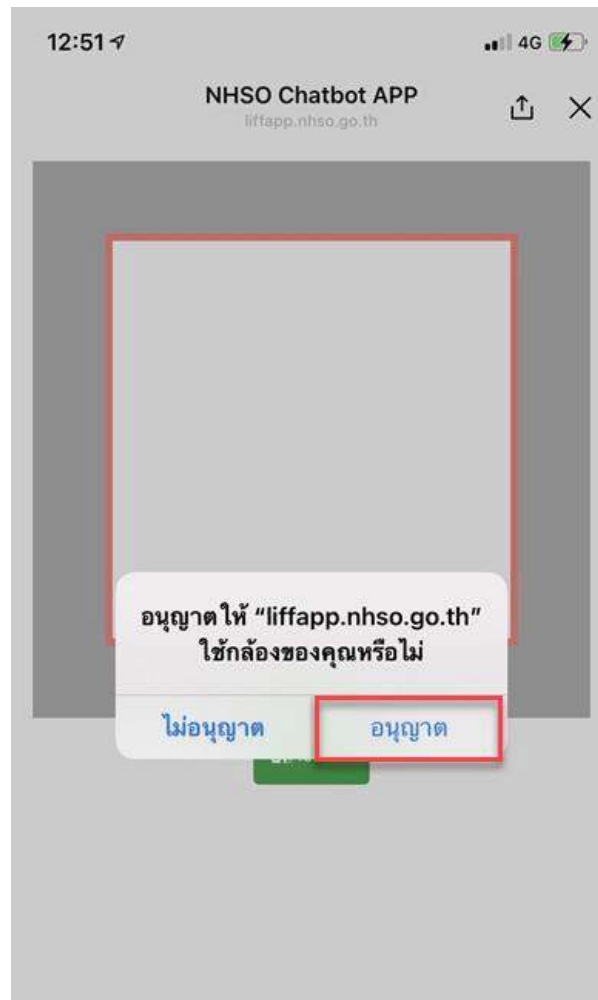 12:51
4G
NHSO Chatbot APP
liffapp.nhso.go.th
อนุญาตให้ “liffapp.nhso.go.th”
ใช้กล้องของคุณหรือไม่
ไม่อนุญาต
อนุญาต